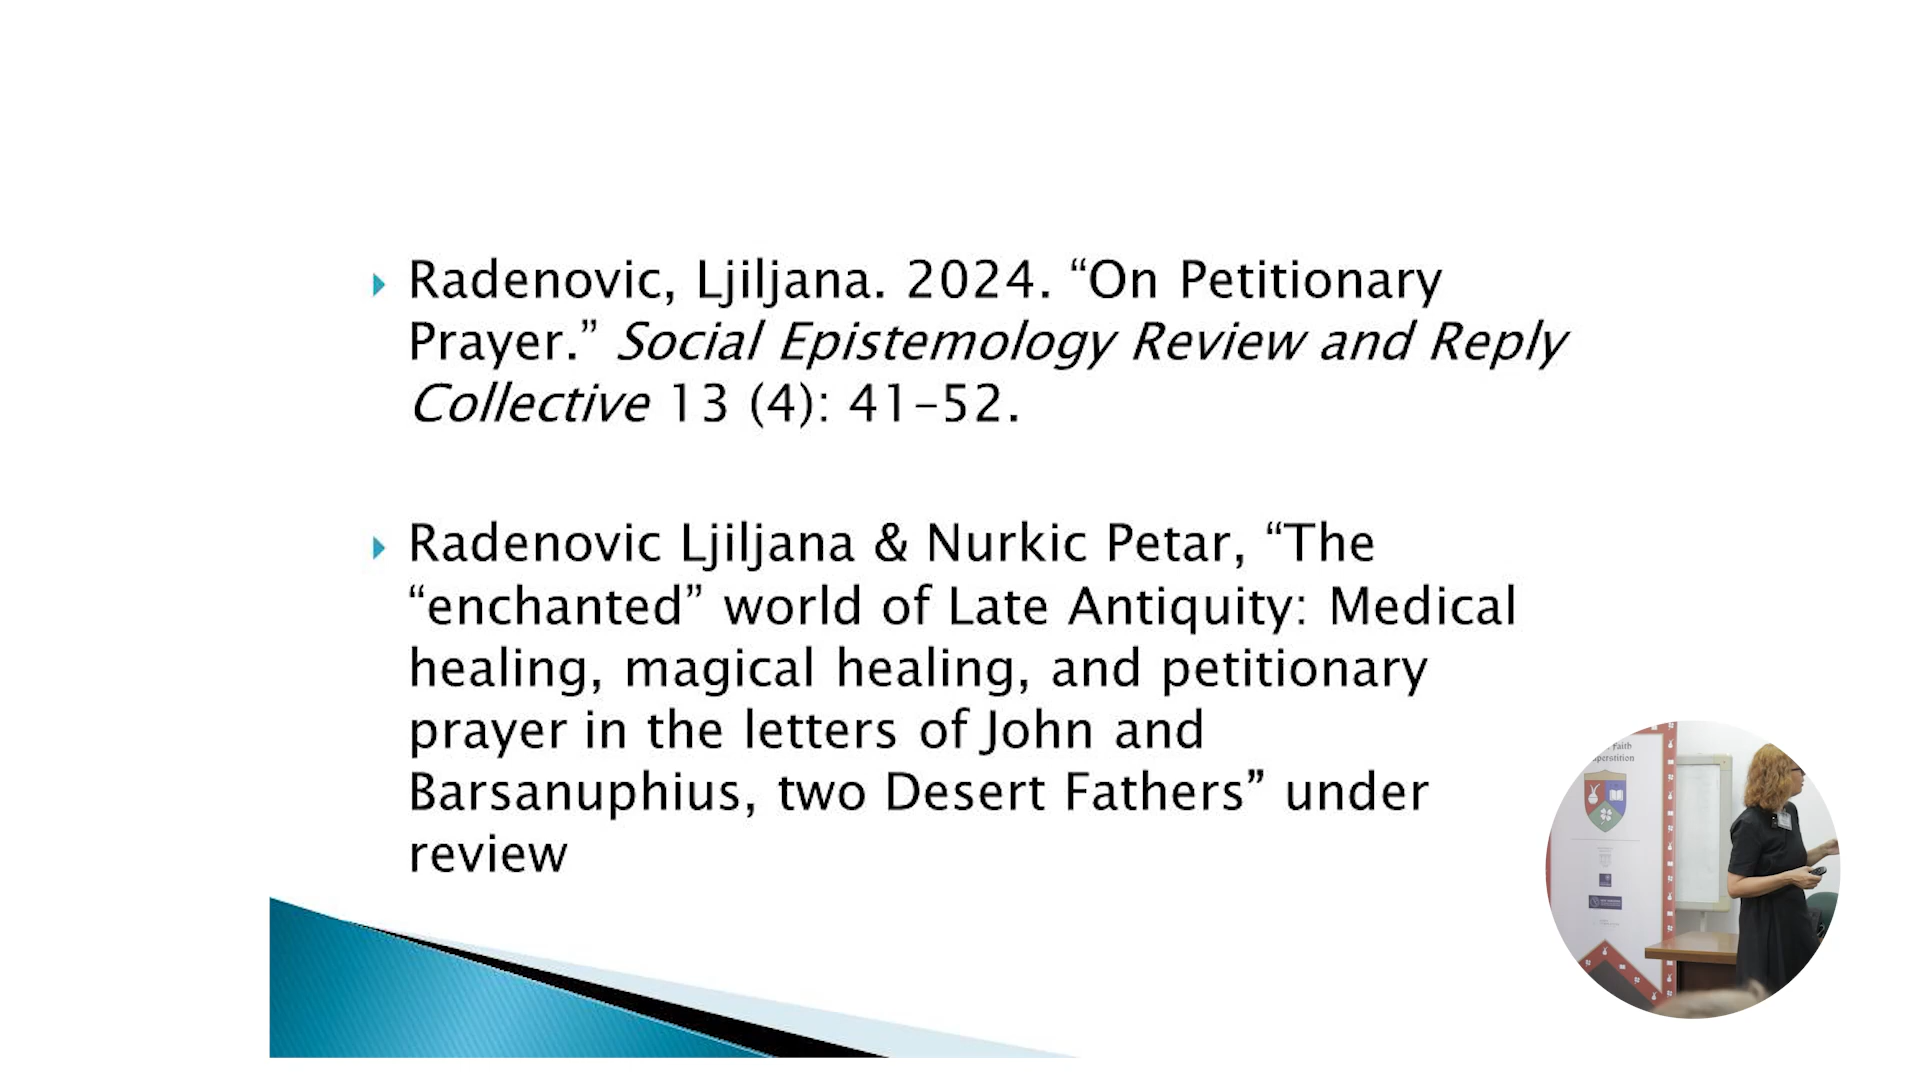 Radenovic, Ljiljana. 2024. “On Petitionary
Prayer.” Social Epistemology Review and Reply
Collective 13 (4): 41–52.
Radenovic Ljiljana & Nurkic Petar, “The
“enchanted” world of Late Antiquity: Medical
healing, magical healing, and petitionary
prayer in the letters of John and
Barsanuphius, two Desert Fathers” under
review
Faith